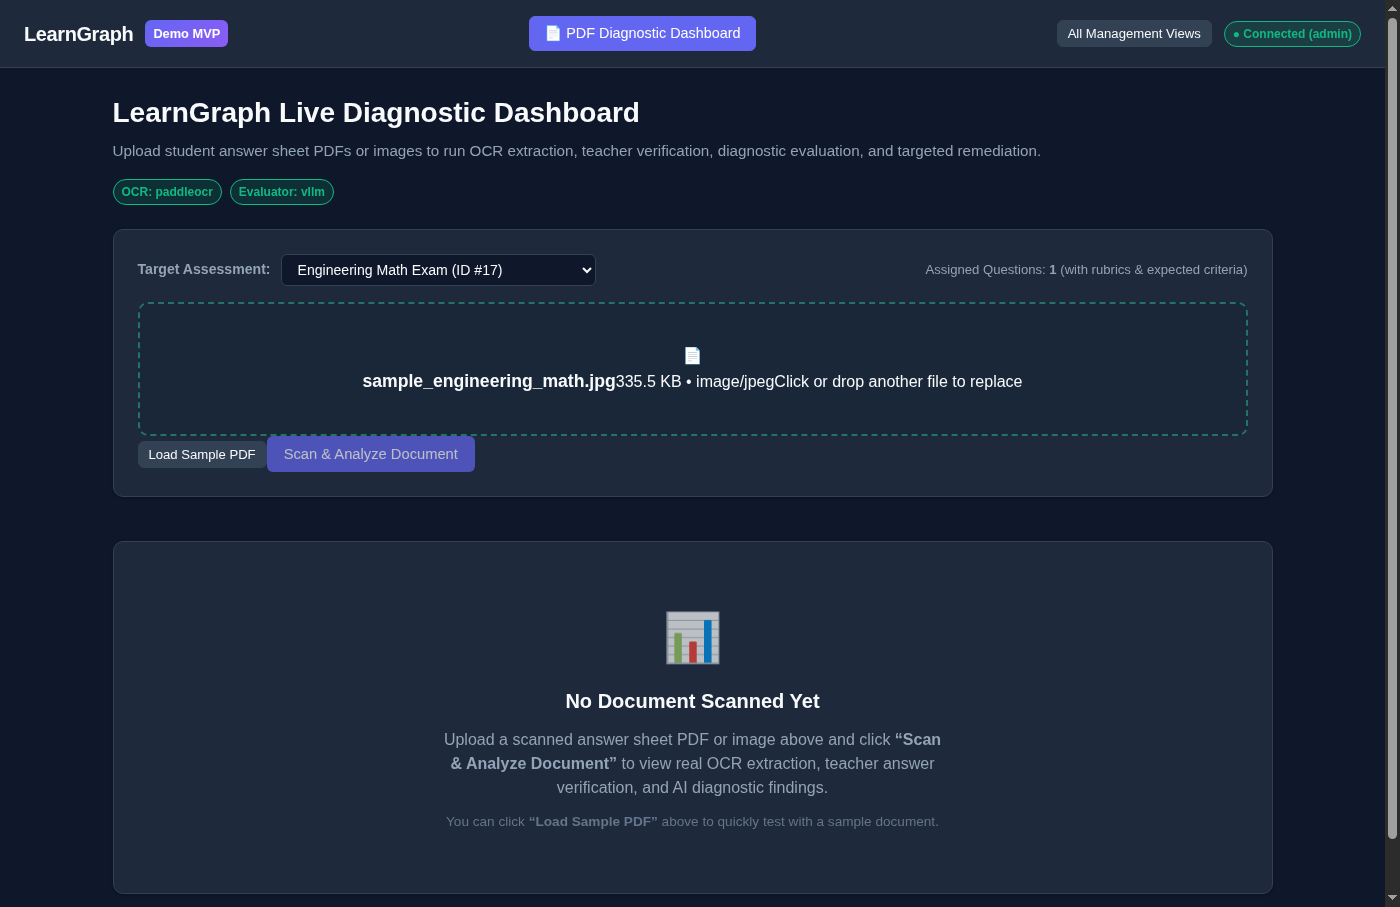 LearnGraph Demo MVP
📄 PDF Diagnostic Dashboard
All Management Views
● Connected (admin)
LearnGraph Live Diagnostic Dashboard
Upload student answer sheet PDFs or images to run OCR extraction, teacher verification, diagnostic evaluation, and targeted remediation.
OCR: paddleocr Evaluator: vllm
Target Assessment: Engineering Math Exam (ID #17) Assigned Questions: 1 (with rubrics & expected criteria)
📄
sample_engineering_math.jpg335.5 KB • image/jpegClick or drop another file to replace
Load Sample PDF Scan & Analyze Document
No Document Scanned Yet
Upload a scanned answer sheet PDF or image above and click “Scan
& Analyze Document” to view real OCR extraction, teacher answer
verification, and AI diagnostic findings.
You can click “Load Sample PDF” above to quickly test with a sample document.